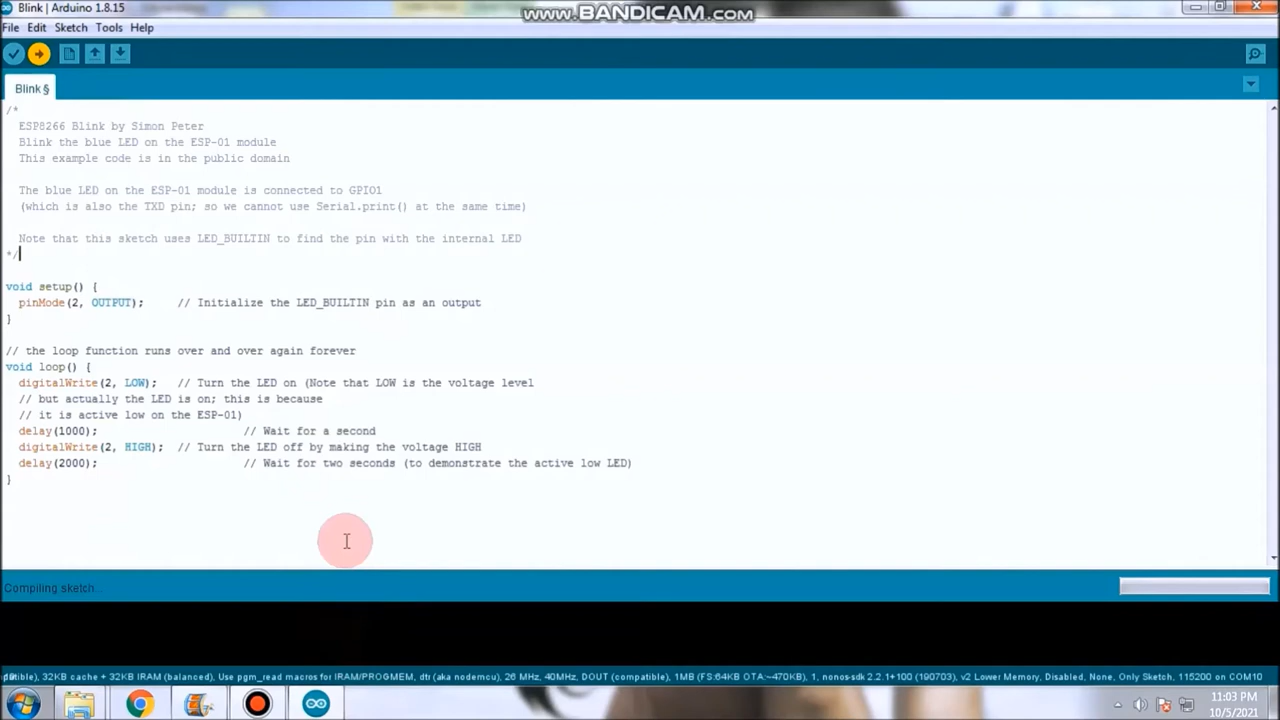 Blink | Arduino 1.8.15
www.BANDICAM.com
File Edit Sketch Tools Help
Blink §
/*
ESP8266 Blink by Simon Peter
Blink the blue LED on the ESP-01 module
This example code is in the public domain
The blue LED on the ESP-01 module is connected to GPIO1
(which is also the TXD pin; so we cannot use Serial.print() at the same time)
Note that this sketch uses LED_BUILTIN to find the pin with the internal LED
*/
void setup() {
pinMode(2, OUTPUT); // Initialize the LED_BUILTIN pin as an output
}
// the loop function runs over and over again forever
void loop() {
digitalWrite(2, LOW); // Turn the LED on (Note that LOW is the voltage level
// but actually the LED is on; this is because
// it is active low on the ESP-01)
delay(1000); // Wait for a second
digitalWrite(2, HIGH); // Turn the LED off by making the voltage HIGH
delay(2000); // Wait for two seconds (to demonstrate the active low LED)
}
Compiling sketch...
32KB cache + 32KB IRAM (balanced), Use pgm_read macros for IRAM/PROGMEM, dtr (aka nodemcu), 26 MHz, 40MHz, DOUT (compatible), 1MB (FS:64KB OTA:~470KB), 1, nonos-sdk 2.2.1+100 (190703), v2 Lower Memory, Disabled, None, Only Sketch, 115200 on COM10
11:03 PM
10/5/2021